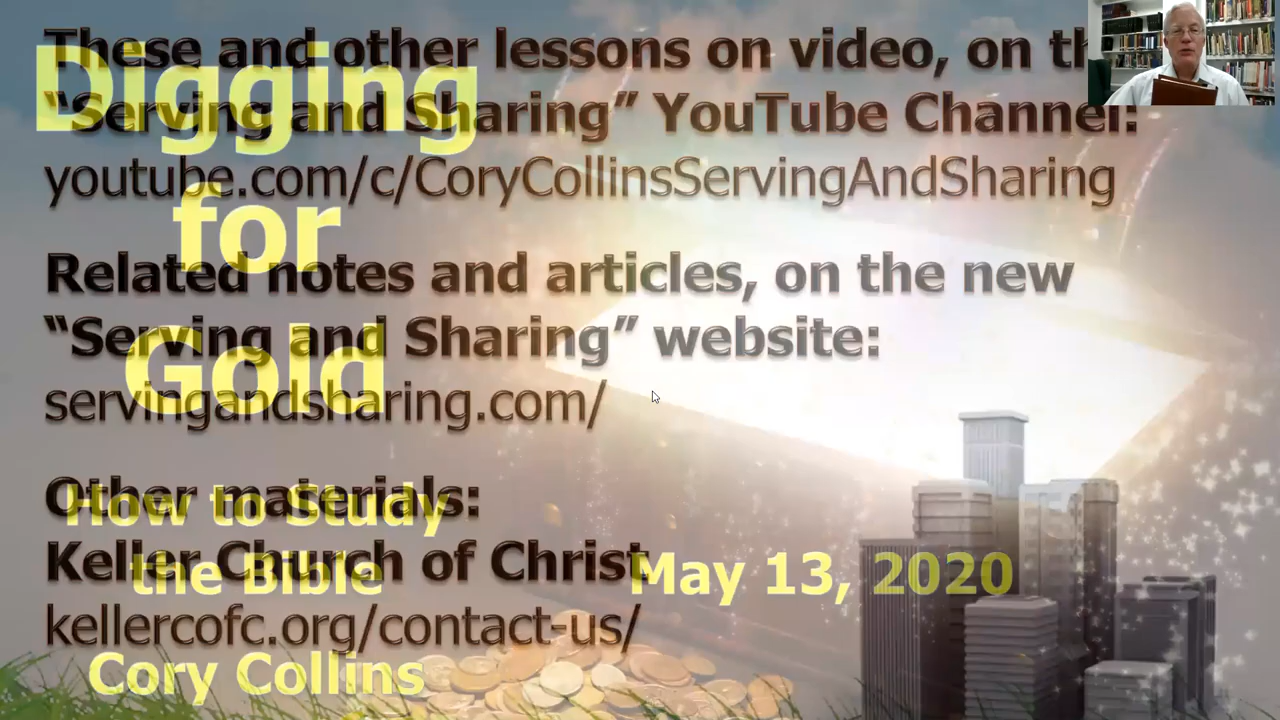 These and other lessons on video, on th
“Serving and Sharing” YouTube Channel:
youtube.com/c/CoryCollinsServingAndSharing
Related notes and articles, on the new
“Serving and Sharing” website:
servingandsharing.com/
Other materials:
Keller Church of Christ
kellercofc.org/contact-us/
Digging
for
Gold
How to Study
the Bible
Cory Collins
May 13, 2020